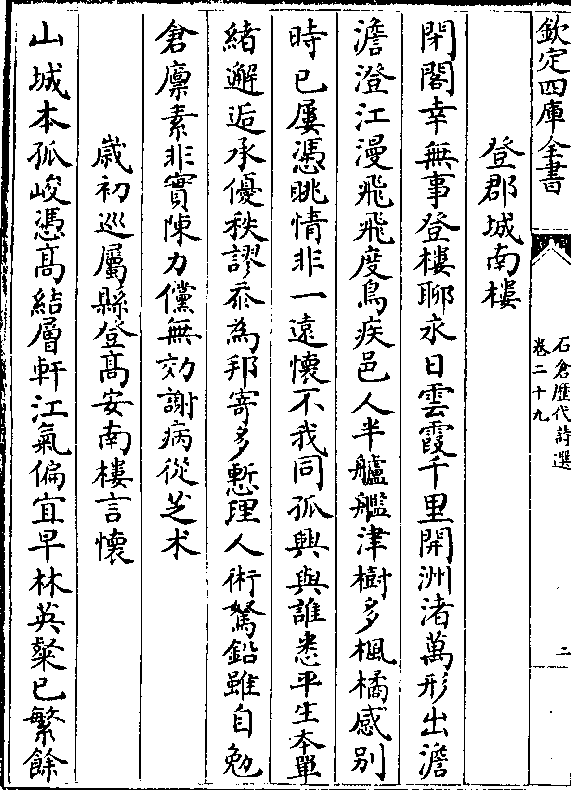 欽定四庫全書
石倉歷代詩選
卷二十九
二
登郡城南樓
閉閣幸無事登樓聊永日雲霞千里開洲渚萬形出澹
澹澄江漫飛飛度鳥疾邑人半艫艦津樹多楓橘感别
時已屢憑眺情非一遠懷不我同孤興與誰悉平生本單
緒邂逅承優秩謬忝為邦寄多慙理人術駑鉛雖自勉
倉廩素非實陳力儻無効謝病從芝朮
歲初巡屬縣登髙安南樓言懷
山城本孤峻憑髙結層軒江氣偏宜早林英粲已繁餘